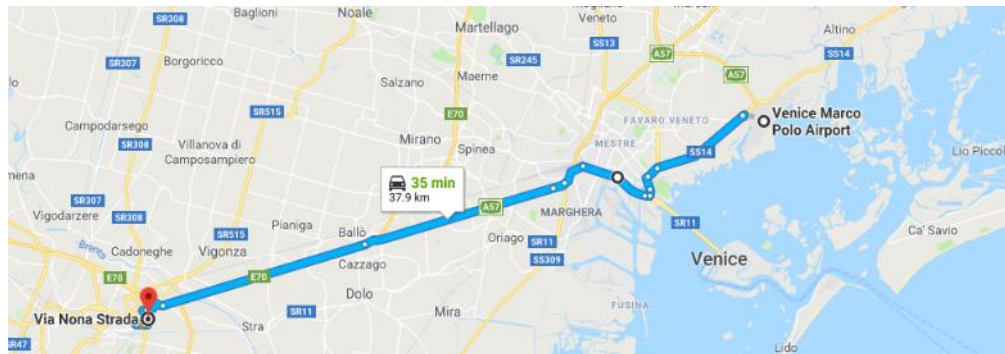 SR308
Baglioni
Noale
Martellago
Veneto
SS13
A57
Altino
SR307
Borgoricco
SR245
Salzano
Maerne
A57
SS14
E70
SR515
Venice Marco
Polo Airport
FAVARO VENETO
Campodarsego
SR308
Villanova di
Camposampiero
Mirano
Spinea
MESTRE
SS14
Lio Piccol
35 min
37.9 km
SR307
SR308
Vigodarzere
SR515
Pianiga
Ballò
A57
MARGHERA
Oriago
SR11
SR11
Ca' Savio
Brenta
Cadoneghe
Vigonza
Cazzago
SS309
Venice
E70
E70
Dolo
Via Nona Strada
Stra
SR11
Mira
FUSINA
SR47
Lido